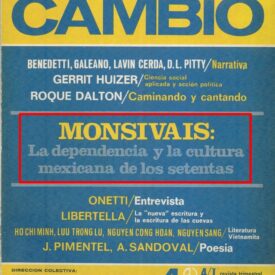 CAMBIO
BENEDETTI, GALEANO, LAVIN CERDA, D.L. PITTY/Narrativa
GERRIT HUIZER/Ciencia social
aplicada y acción política
ROQUE DALTON/Caminando y cantando
MONSIVAIS:
La dependencia y la cultura
mexicana de los setentas
ONETTI/Entrevista
LIBERTELLA/La "nueva" escritura y
la escritura de las cuevas
HO CHI MINH, LUU TRONG LU, NGUYEN CONG HOAN, NGUYEN SANG/Literatura
Vietnamita
J. PIMENTEL, A. SANDOVAL/Poesía
DIRECCION COLECTIVA:
revista trimestral